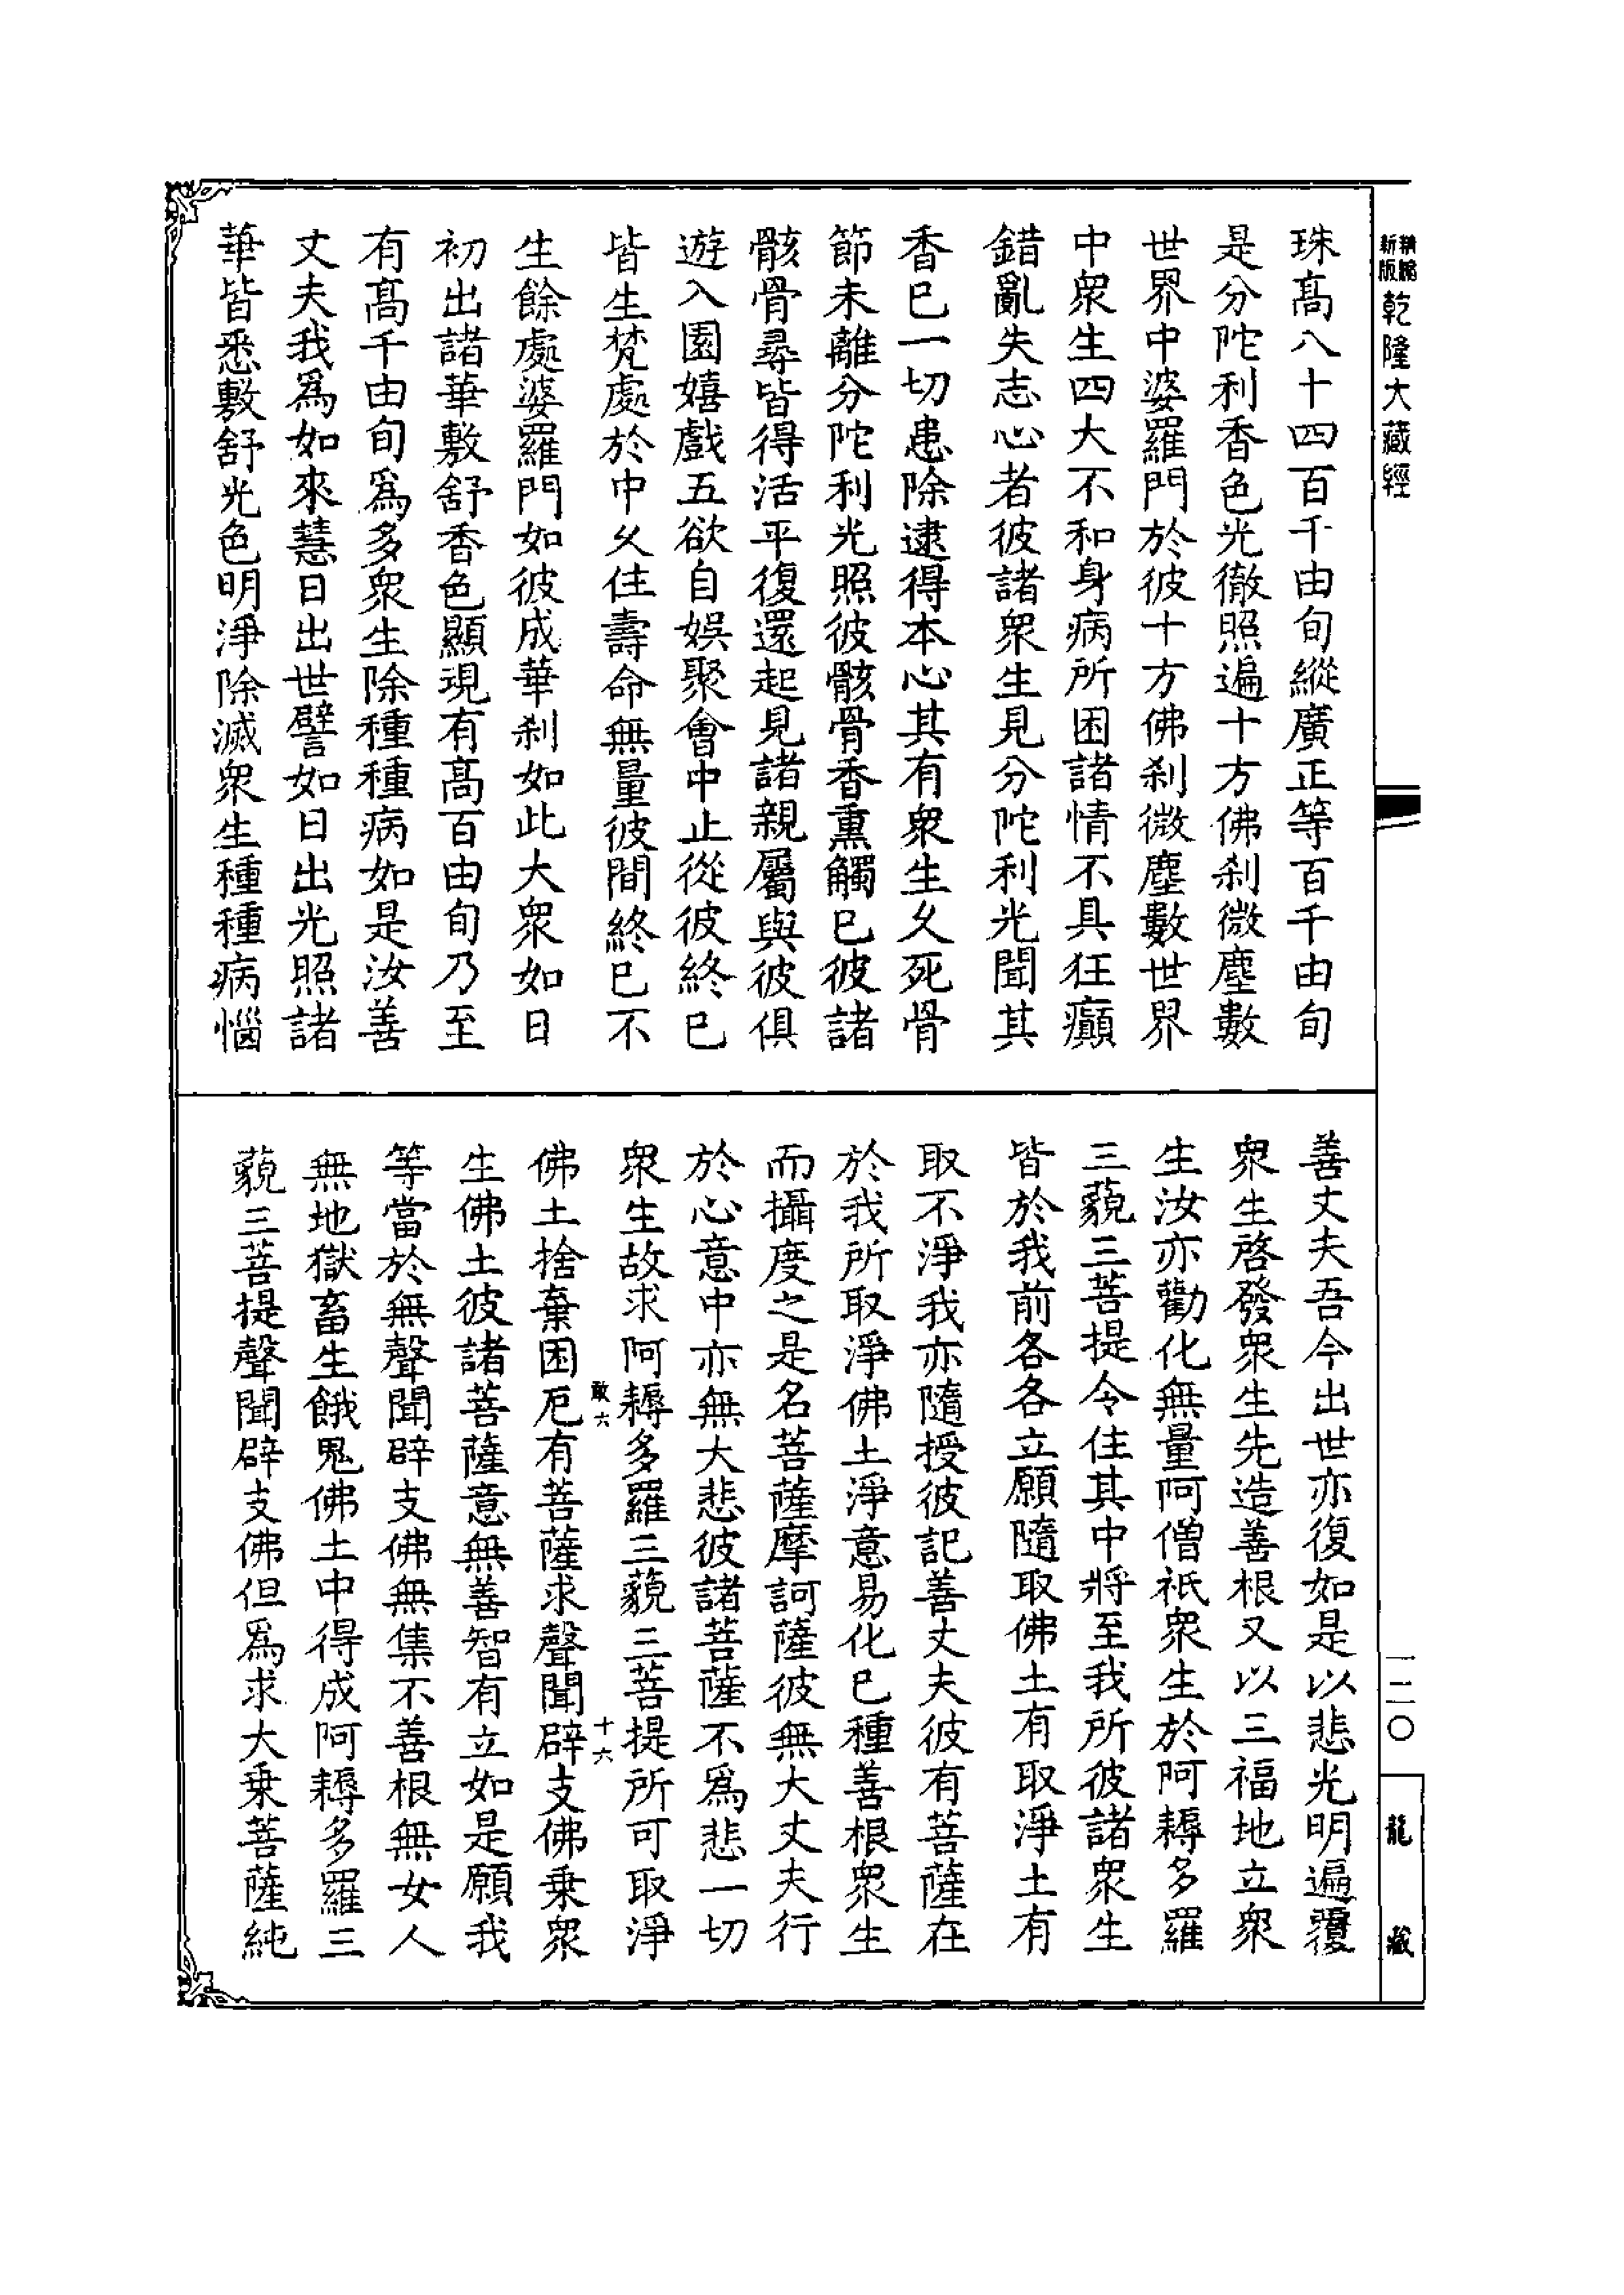 新版
精縮
乾隆大藏經
珠髙八十四百千由旬縱廣正等百千由旬
是分陀利香色光徹照遍十方佛刹微塵數
世界中婆羅門於彼十方佛刹微塵數世界
中衆生四大不和身病所困諸情不具狂癲
錯亂失志心者彼諸衆生見分陀利光聞其
香已一切患除逮得本心其有衆生久死骨
節未離分陀利光照彼骸骨香熏觸已彼諸
骸骨尋皆得活平復還起見諸親屬與彼俱
遊入園嬉戲五欲自娛聚會中止從彼終已
皆生梵處於中久住壽命無量彼間終已不
生餘處婆羅門如彼成華刹如此大衆如日
初出諸華敷舒香色顯現有髙百由旬乃至
有髙千由旬爲多衆生除種種病如是汝善
丈夫我爲如來慧日出世譬如日出光照諸
華皆悉敷舒光色明淨除滅衆生種種病惱
善丈夫吾今出世亦復如是以悲光明遍覆
衆生啓發衆生先造善根又以三福地立衆
生汝亦勸化無量阿僧祇衆生於阿耨多羅
三藐三菩提令住其中將至我所彼諸衆生
皆於我前各各立願隨取佛土有取淨土有
取不淨我亦隨授彼記善丈夫彼有菩薩在
於我所取淨佛土淨意易化已種善根衆生
而攝度之是名菩薩摩訶薩彼無大丈夫行
於心意中亦無大悲彼諸菩薩不爲悲一切
衆生故求阿耨多羅三藐三菩提所可取淨
敢六
十六
佛土捨棄困厄有菩薩求聲聞辟支佛乗衆
生佛土彼諸菩薩意無善智有立如是願我
等當於無聲聞辟支佛無集不善根無女人
無地獄畜生餓鬼佛土中得成阿耨多羅三
藐三菩提聲聞辟支佛但爲求大乗菩薩純
一二〇
龍藏